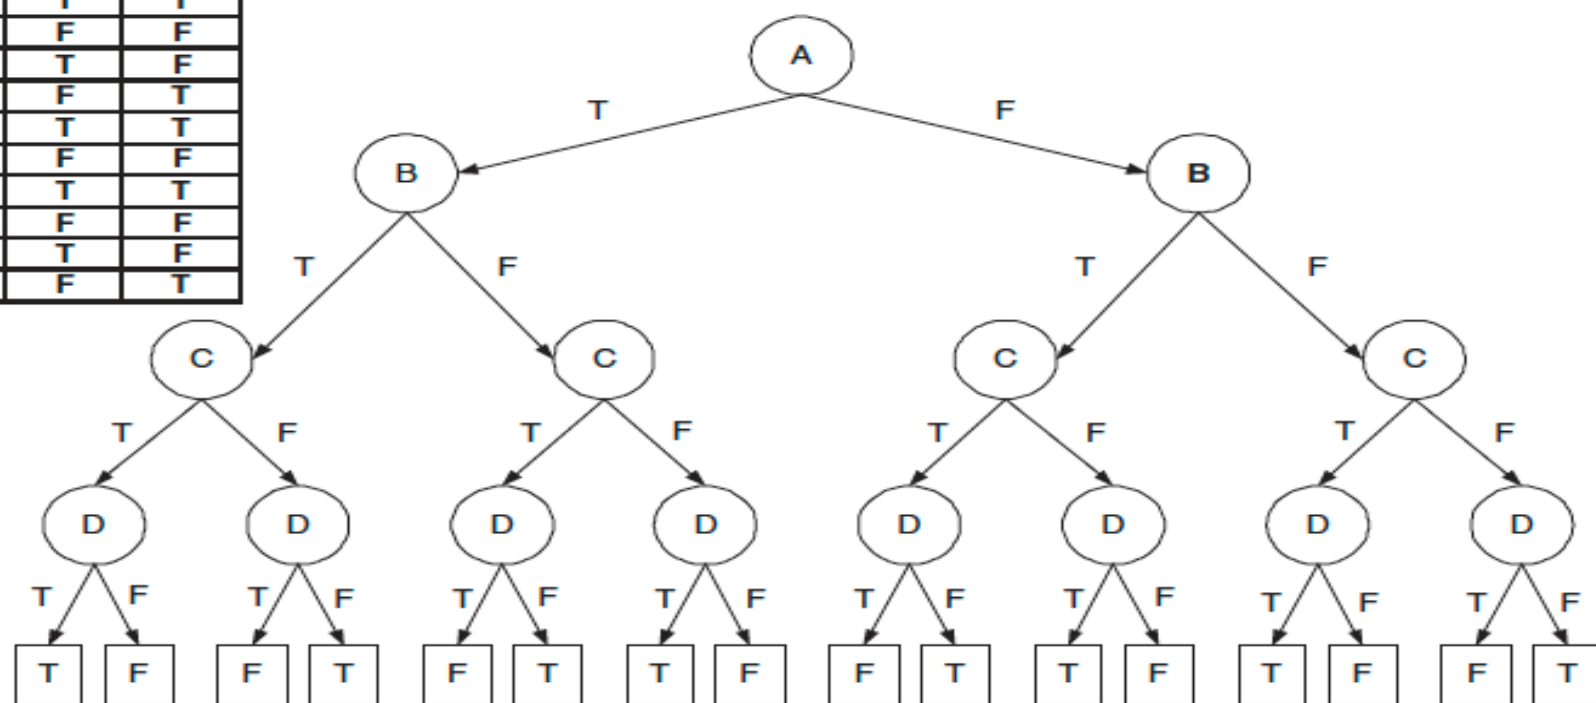 T T
F F
T F
F T
T T
F F
T T
F F
T F
F T
A
T F
B B
T F T F
C C C C
T F T F T F T F
D D D D D D D D
T F T F T F T F T F T F T F T F
T F F T F T T F F T T F T F F T